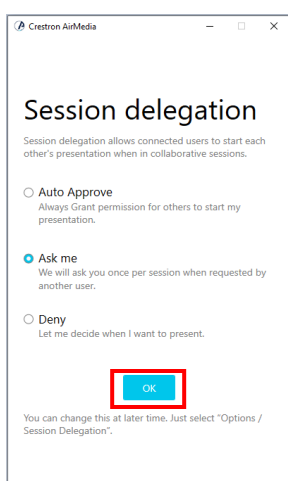 Crestron AirMedia
Session delegation
Session delegation allows connected users to start each
other's presentation when in collaborative sessions.
Auto Approve
Always Grant permission for others to start my
presentation.
Ask me
We will ask you once per session when requested by
another user.
Deny
Let me decide when I want to present.
OK
You can change this at later time. Just select "Options /
Session Delegation".